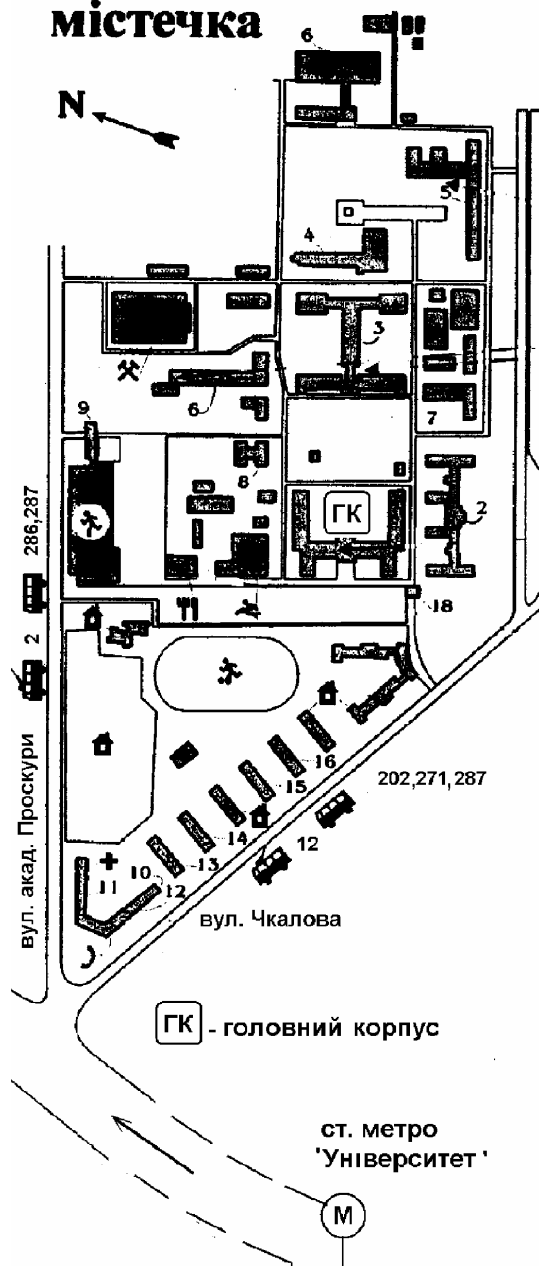 містечка
N
6
5
4
3
7
6
9
8
ГК
2
286,287
18
2
вул. акад. Проскури
16
15
202,271,287
14
12
13
10
11
12
вул. Чкалова
ГК - головний корпус
ст. метро
'Університет'
М